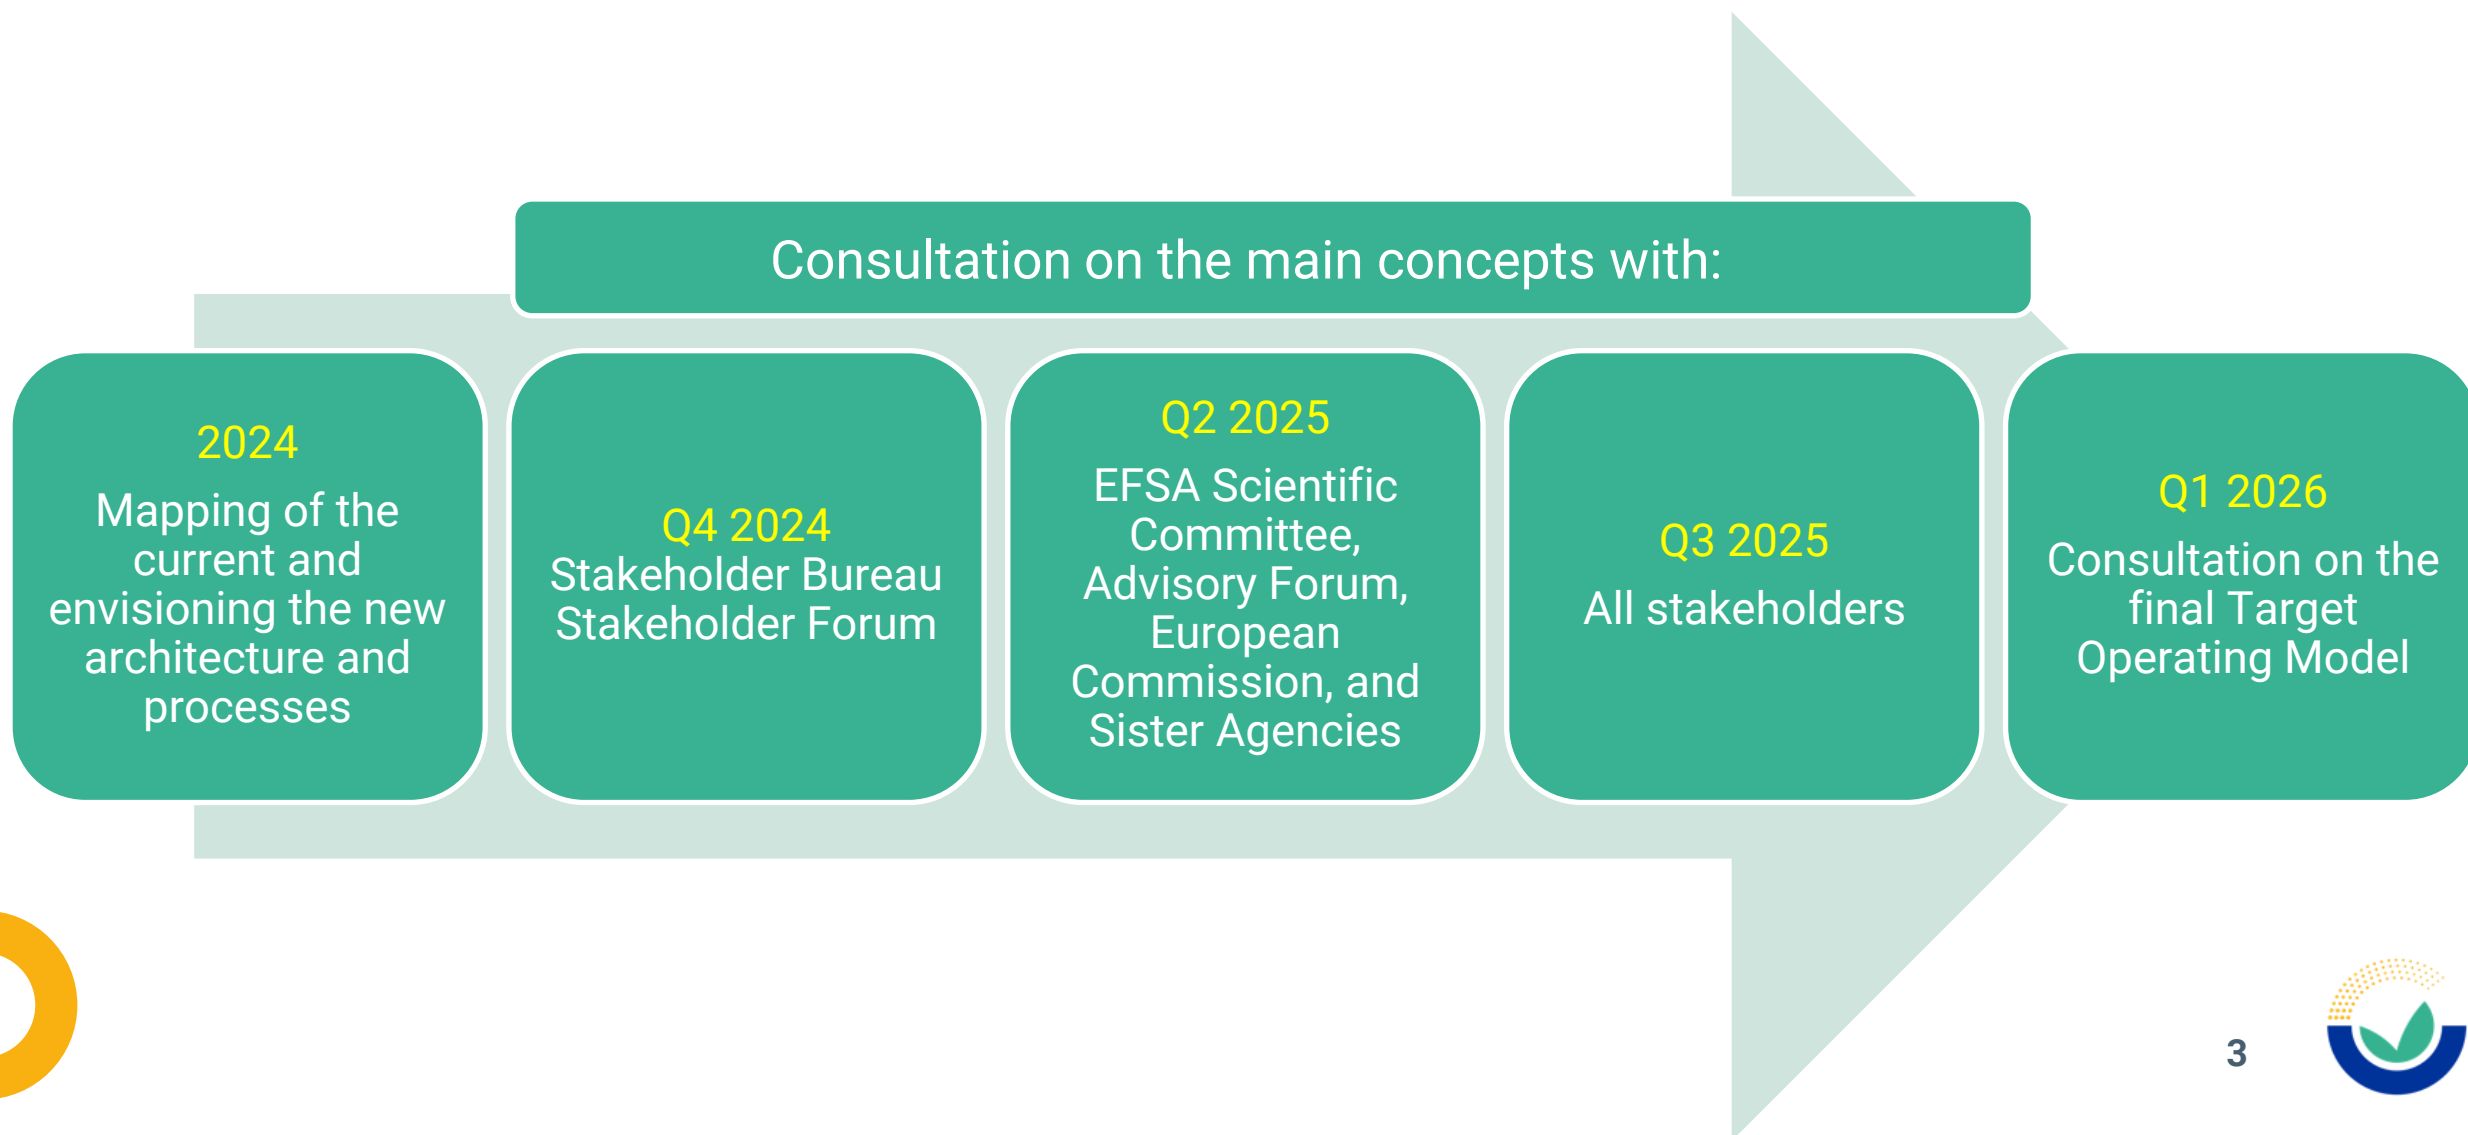 Consultation on the main concepts with:
2024
Mapping of the
current and
envisioning the new
architecture and
processes
Q4 2024
Stakeholder Bureau
Stakeholder Forum
Q2 2025
EFSA Scientific
Committee,
Advisory Forum,
European
Commission, and
Sister Agencies
Q3 2025
All stakeholders
Q1 2026
Consultation on the
final Target
Operating Model
3